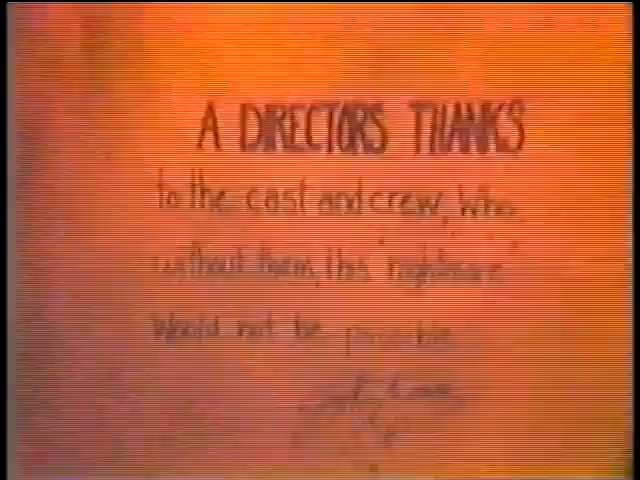 A DIRECTORS THANKS
to the cast and crew, who
without them, this "nightmare"
would not be possible